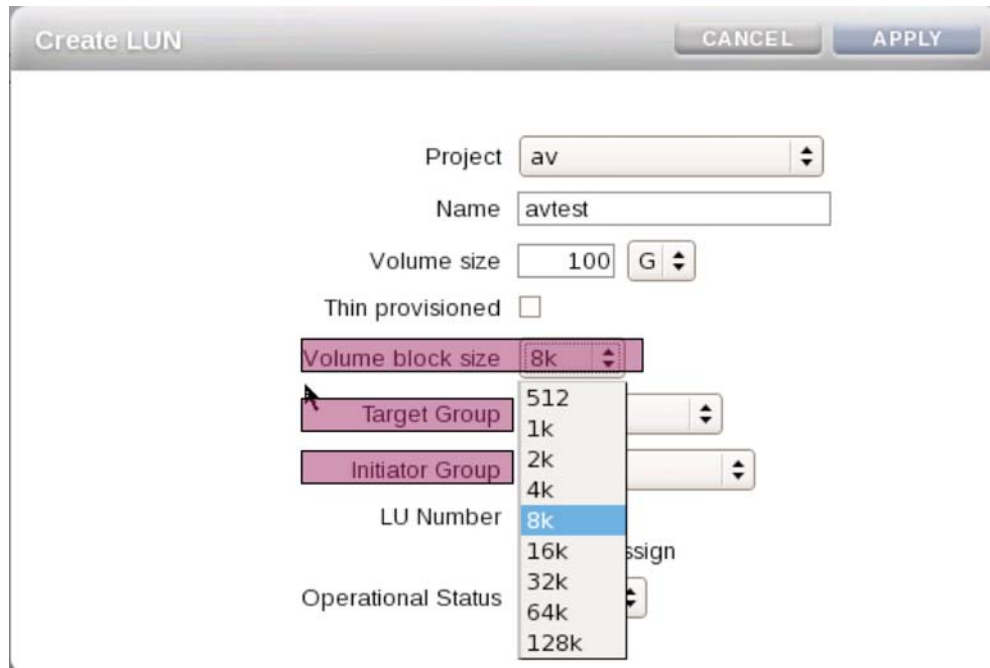 Create LUN CANCEL APPLY
Project av
Name avtest
Volume size 100 G
Thin provisioned
Volume block size 8k
512
Target Group
1k
2k
Initiator Group
4k
LU Number
8k
16k
ssign
32k
Operational Status
64k
128k